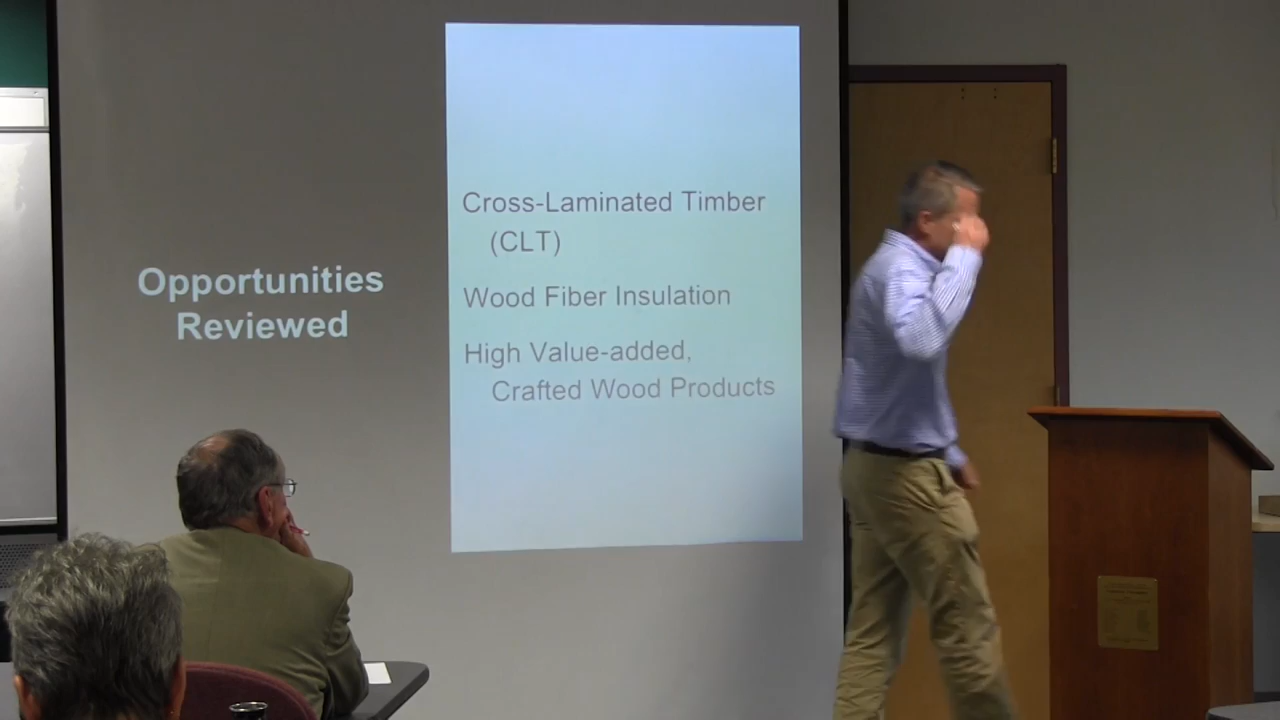 Opportunities
Reviewed
Cross-Laminated Timber
(CLT)
Wood Fiber Insulation
High Value-added,
Crafted Wood Products